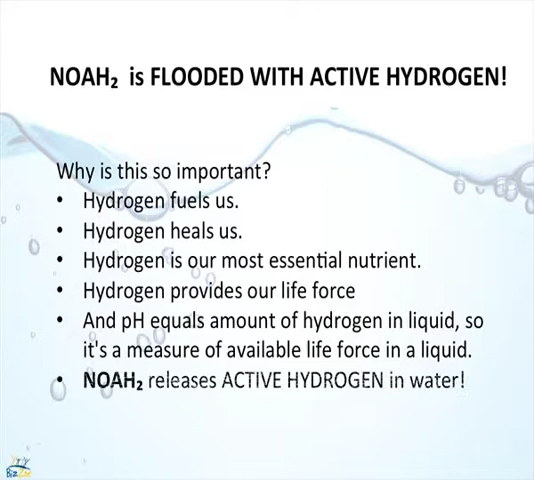 NOAH₂ is FLOODED WITH ACTIVE HYDROGEN!
Why is this so important?
• Hydrogen fuels us.
• Hydrogen heals us.
• Hydrogen is our most essential nutrient.
• Hydrogen provides our life force
• And pH equals amount of hydrogen in liquid, so
it's a measure of available life force in a liquid.
• NOAH₂ releases ACTIVE HYDROGEN in water!